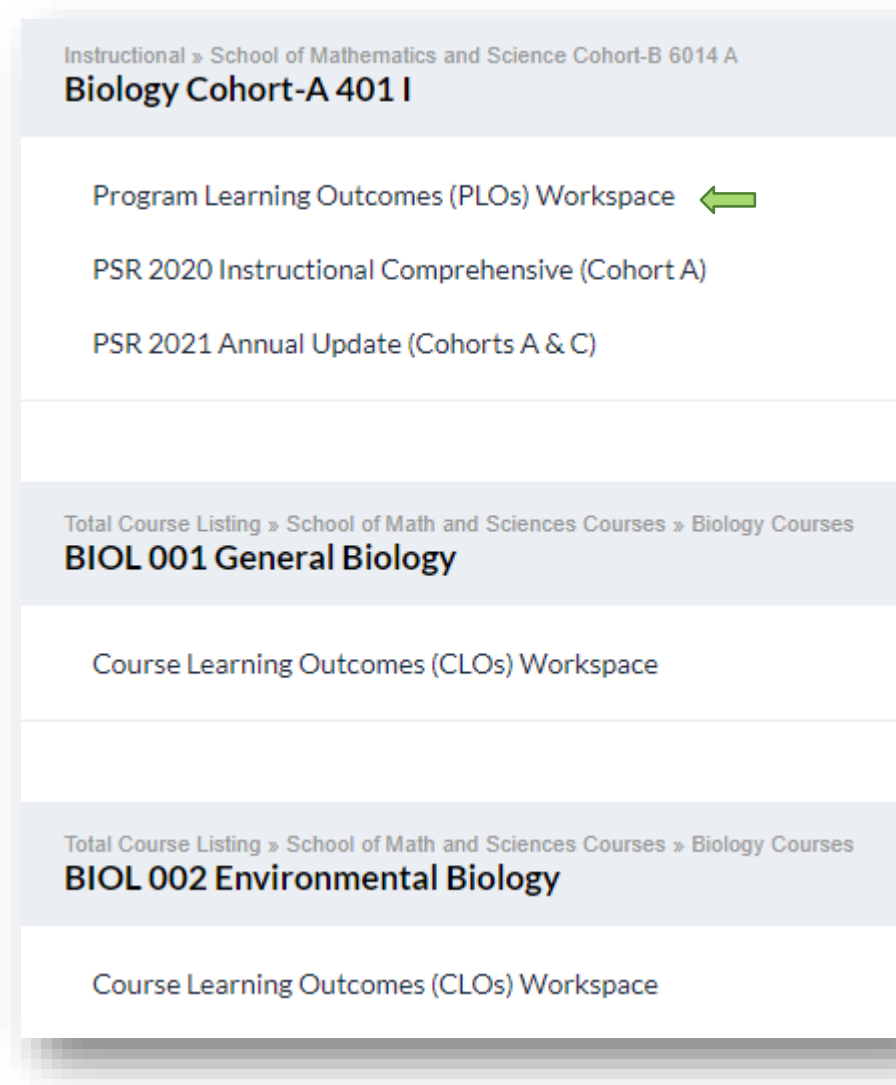 Instructional » School of Mathematics and Science Cohort-B 6014 A
Biology Cohort-A 401 I
Program Learning Outcomes (PLOs) Workspace
PSR 2020 Instructional Comprehensive (Cohort A)
PSR 2021 Annual Update (Cohorts A & C)
Total Course Listing » School of Math and Sciences Courses » Biology Courses
BIOL 001 General Biology
Course Learning Outcomes (CLOs) Workspace
Total Course Listing » School of Math and Sciences Courses » Biology Courses
BIOL 002 Environmental Biology
Course Learning Outcomes (CLOs) Workspace